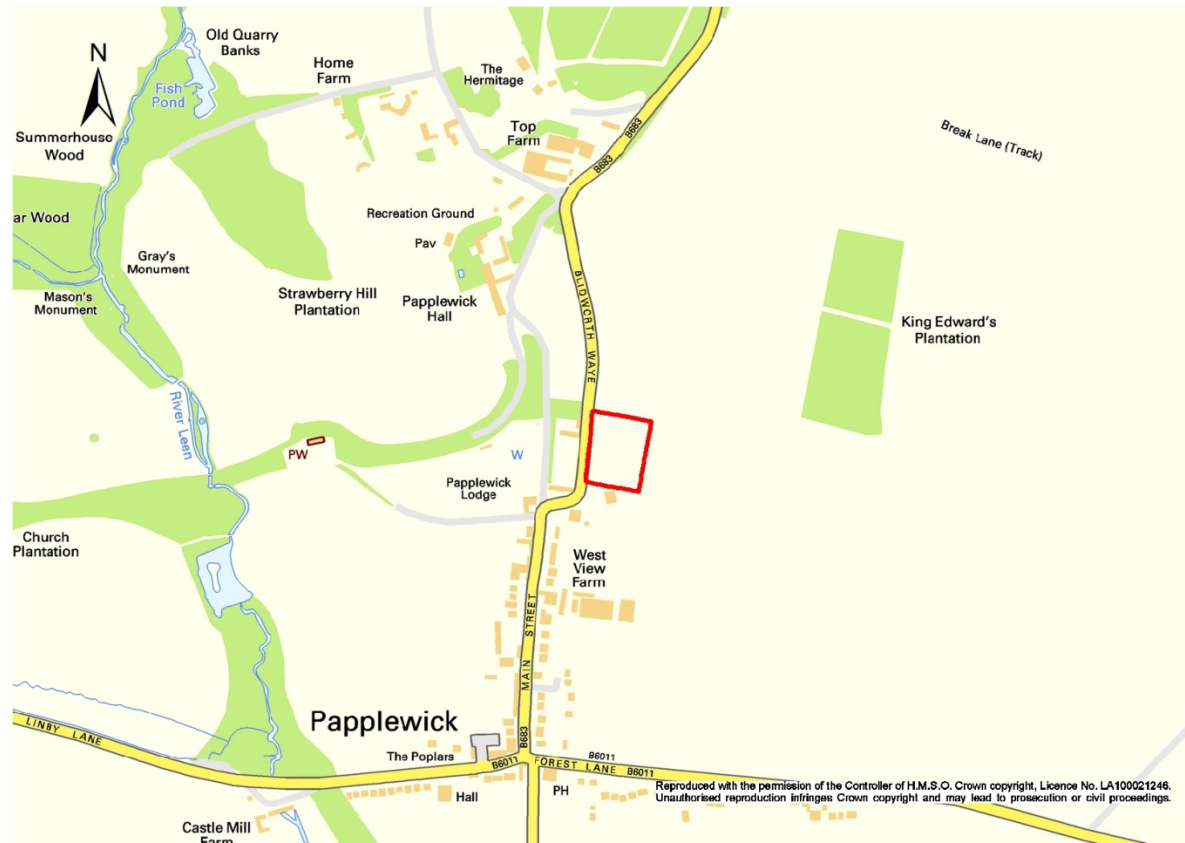 Old Quarry
Banks
N
Home
Farm
The
Hermitage
Fish
Pond
Summerhouse
Wood
Top
Farm
B683
B683
Break Lane (Track)
ar Wood
Recreation Ground
Pav
Gray's
Monument
Mason's
Monument
Strawberry Hill
Plantation
Papplewick
Hall
BLIDWORTH WAYE
King Edward's
Plantation
River Leen
PW
W
Papplewick
Lodge
Church
Plantation
West
View
Farm
MAIN STREET
LINBY LANE
Papplewick
B683
The Poplars
B6011
B6011
FOREST LANE B6011
Hall
PH
Reproduced with the permission of the Controller of H.M.S.O. Crown copyright, Licence No. LA100021246.
Unauthorised reproduction infringes Crown copyright and may lead to prosecution or civil proceedings.
Castle Mill
Farm